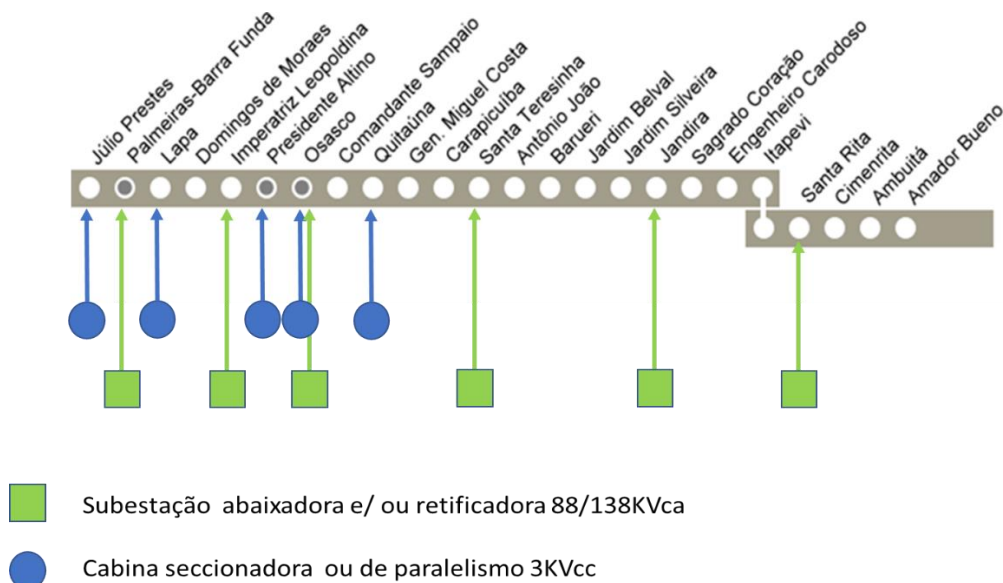 Júlio Prestes
Palmeiras-Barra Funda
Lapa
Domingos de Moraes
Imperatriz Leopoldina
Presidente Altino
Osasco
Comandante Sampaio
Quitaúna
Gen. Miguel Costa
Carapicuiba
Santa Teresinha
Antônio João
Barueri
Jardim Belval
Jardim Silveira
Jandira
Sagrado Coração
Engenheiro Carodoso
Itapevi
Santa Rita
Cimenrita
Ambuitá
Amador Bueno
Subestação abaixadora e/ ou retificadora 88/138KVca
Cabina seccionadora ou de paralelismo 3KVcc